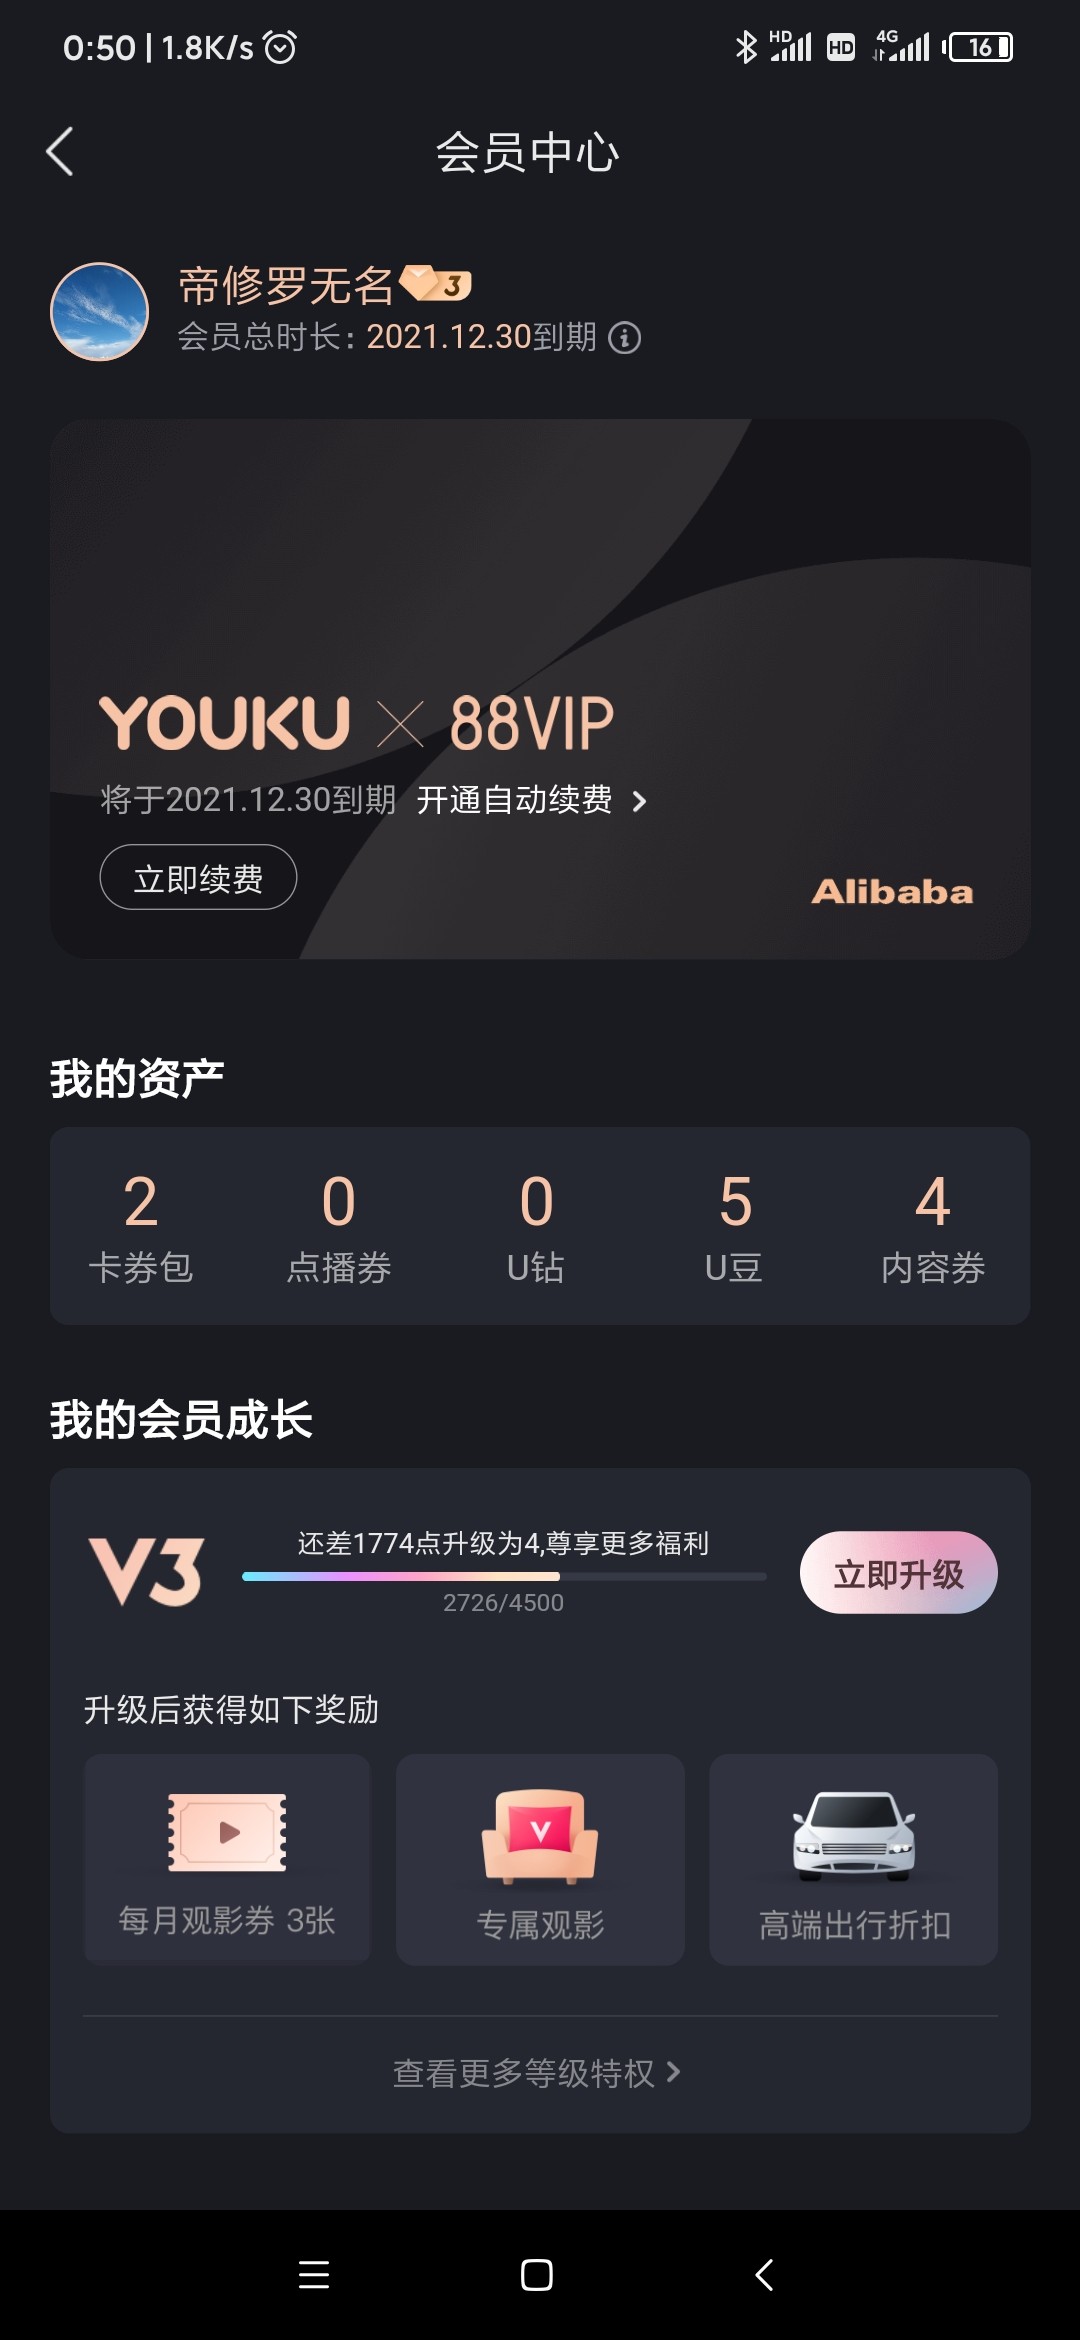 0:50 | 1.8K/s
HD HD 4G 16
会员中心
帝修罗无名 3
会员总时长: 2021.12.30到期
YOUKU × 88VIP
将于2021.12.30到期 开通自动续费
立即续费
Alibaba
我的资产
2 0 0 5 4
卡券包 点播券 U钻 U豆 内容券
我的会员成长
V3
还差1774点升级为4,尊享更多福利
2726/4500
立即升级
升级后获得如下奖励
每月观影券 3张 专属观影 高端出行折扣
查看更多等级特权